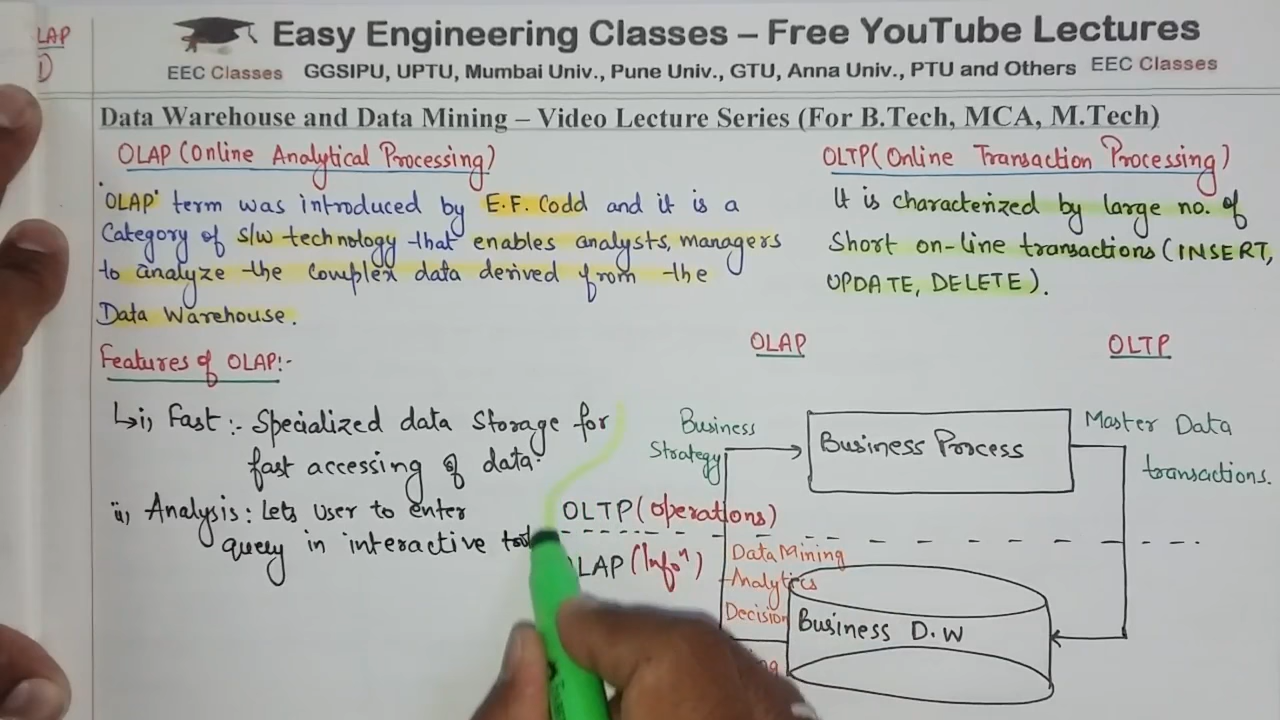 LAP
D
Easy Engineering Classes – Free YouTube Lectures
EEC Classes GGSIPU, UPTU, Mumbai Univ., Pune Univ., GTU, Anna Univ., PTU and Others EEC Classes
Data Warehouse and Data Mining – Video Lecture Series (For B.Tech, MCA, M.Tech)
OLAP (Online Analytical Processing)
'OLAP' term was introduced by E.F. Codd and it is a
Category of S/W technology that enables analysts, managers
to analyze the complex data derived from the
Data Warehouse.
OLTP (Online Transaction Processing)
It is characterized by large no. of
Short on-line transactions (INSERT,
UPDATE, DELETE).
Features of OLAP:-
i, Fast :- Specialized data Storage for
fast accessing of data.
ii, Analysis: Lets User to enter
query in interactive
OLAP
OLTP
Business
Strategy
Business Process
Master Data
transactions.
OLTP (operations)
OLAP (Infoⁿ)
Data Mining
Analytics
Decision
Business D.W